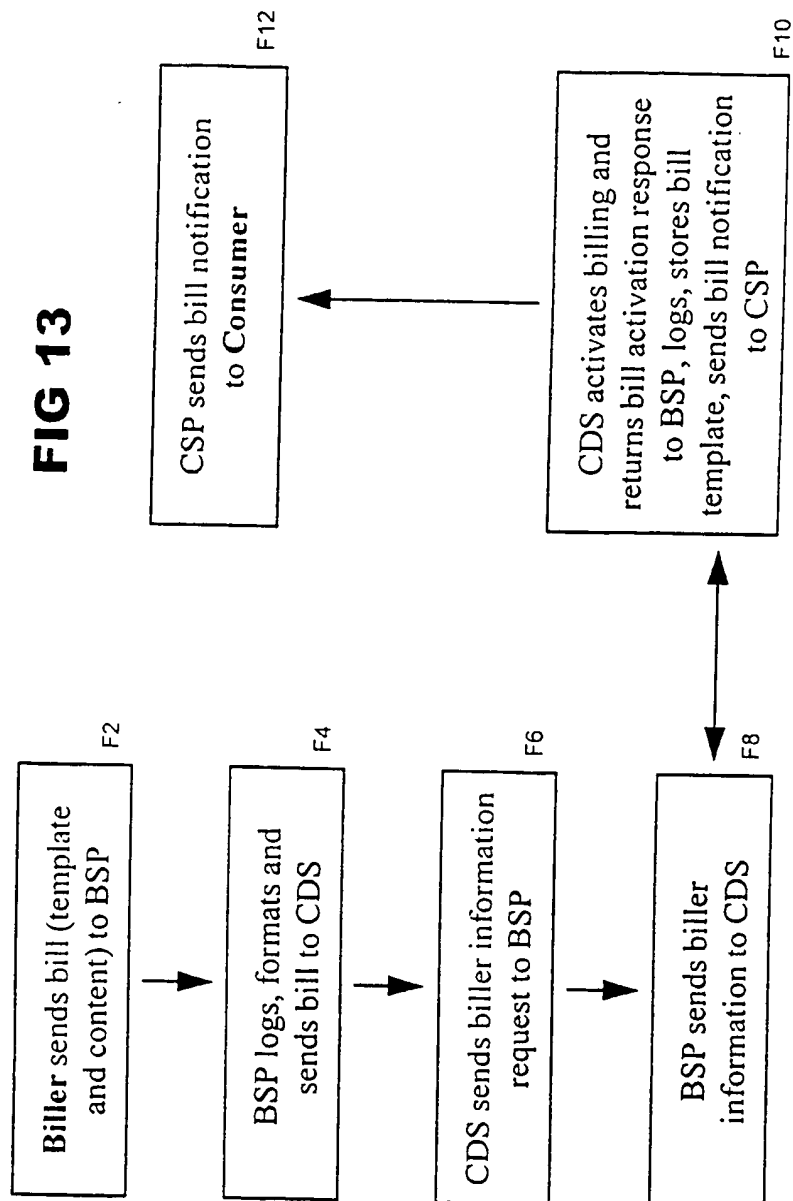 FIG 13
Biller sends bill (template
and content) to BSP
F2
BSP logs, formats and
sends bill to CDS
F4
CDS sends biller information
request to BSP
F6
BSP sends biller
information to CDS
F8
CDS activates billing and
returns bill activation response
to BSP, logs, stores bill
template, sends bill notification
to CSP
F10
CSP sends bill notification
to Consumer
F12